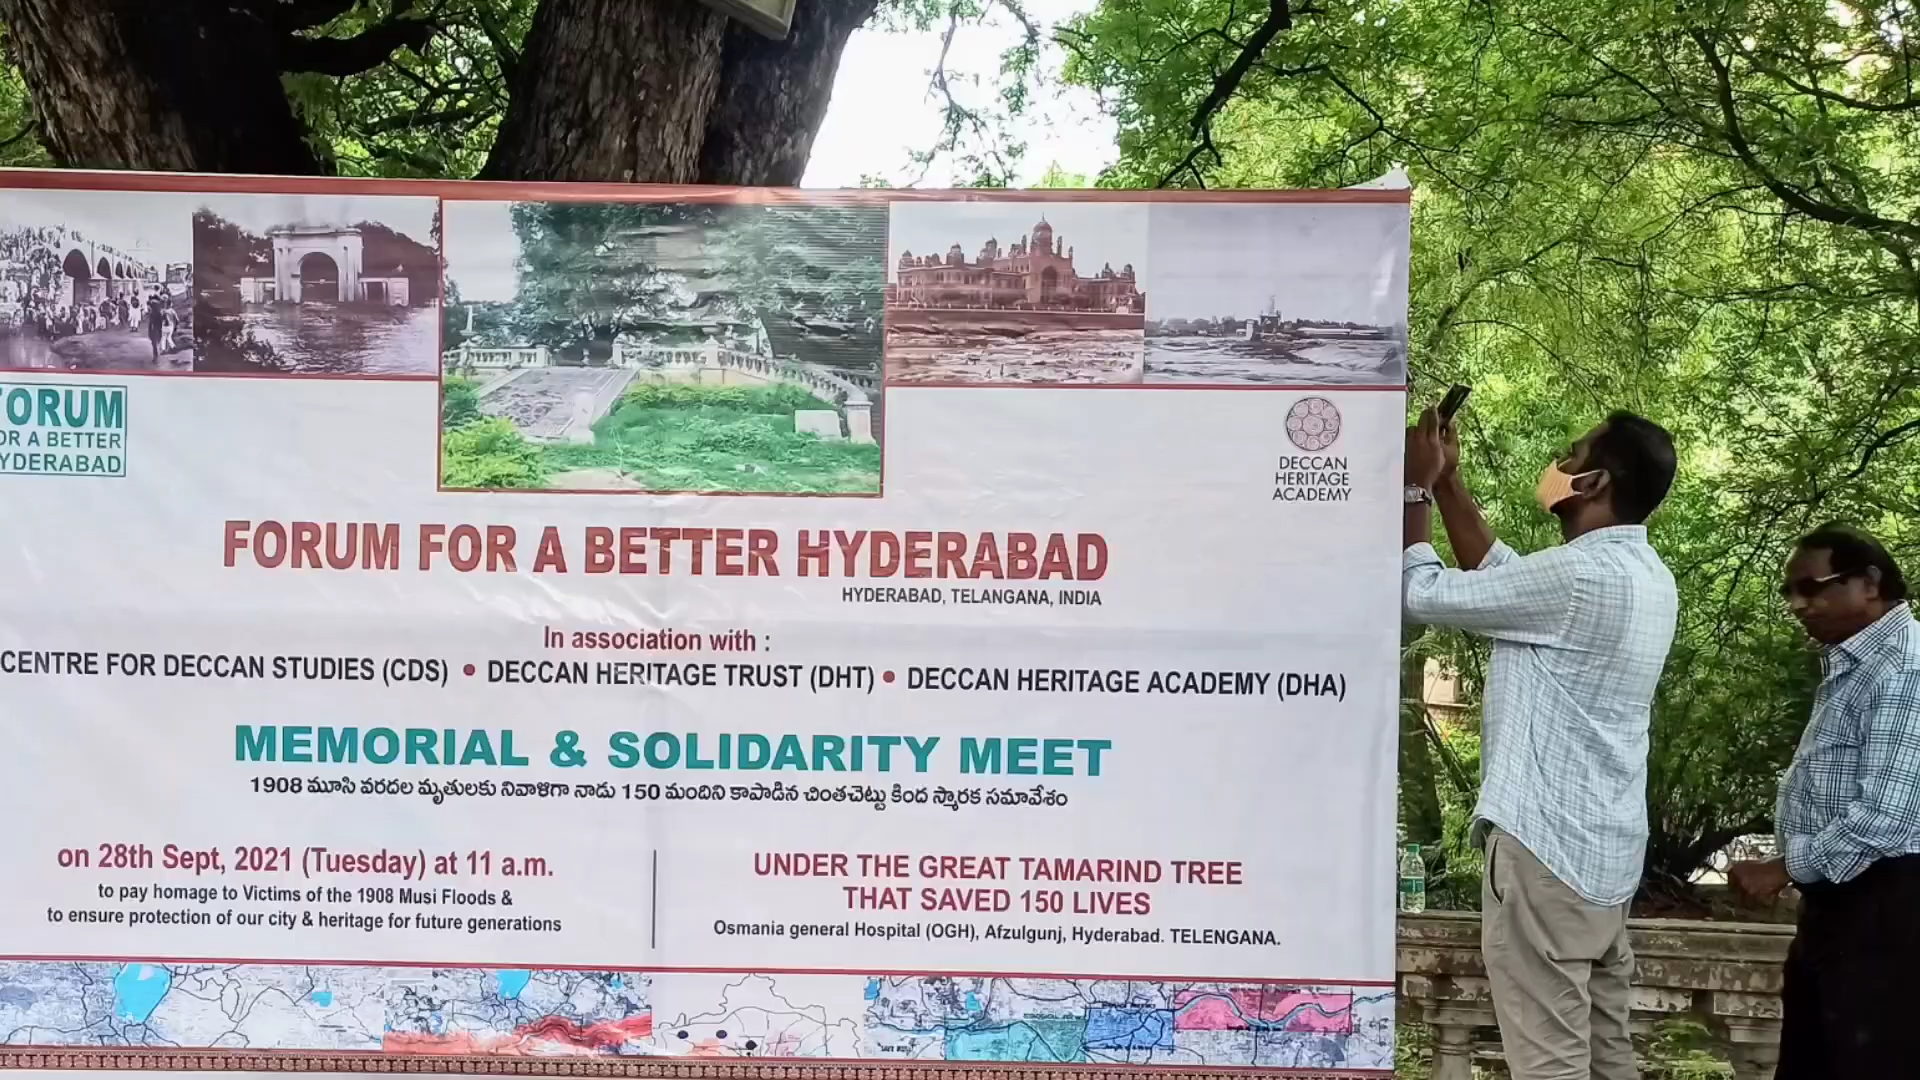 FORUM
FOR A BETTER
HYDERABAD
DECCAN
HERITAGE
ACADEMY
FORUM FOR A BETTER HYDERABAD
HYDERABAD, TELANGANA, INDIA
In association with :
CENTRE FOR DECCAN STUDIES (CDS) • DECCAN HERITAGE TRUST (DHT) • DECCAN HERITAGE ACADEMY (DHA)
MEMORIAL & SOLIDARITY MEET
1908 మూసి వరదల మృతులకు నివాళిగా నాడు 150 మందిని కాపాడిన చింతచెట్టు కింద స్మారక సమావేశం
on 28th Sept, 2021 (Tuesday) at 11 a.m.
to pay homage to Victims of the 1908 Musi Floods &
to ensure protection of our city & heritage for future generations
UNDER THE GREAT TAMARIND TREE
THAT SAVED 150 LIVES
Osmania general Hospital (OGH), Afzulgunj, Hyderabad. TELENGANA.